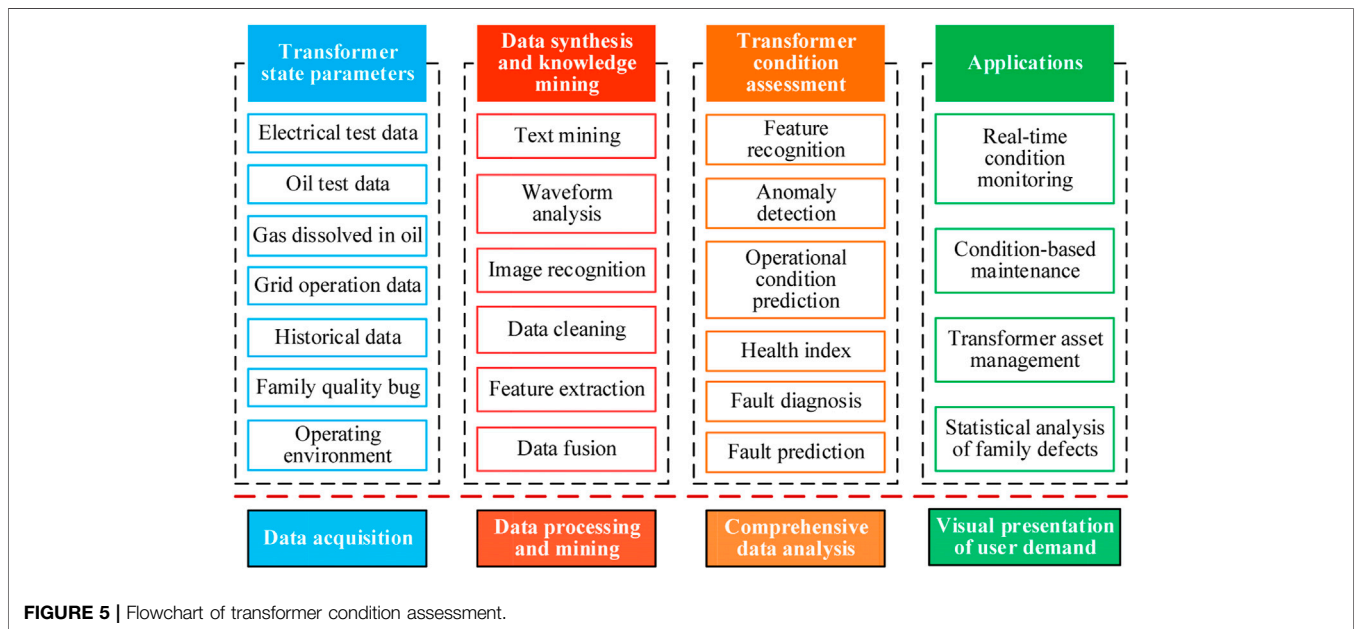 Transformer
state parameters
Electrical test data
Oil test data
Gas dissolved in oil
Grid operation data
Historical data
Family quality bug
Operating
environment
Data acquisition
Data synthesis
and knowledge
mining
Text mining
Waveform
analysis
Image recognition
Data cleaning
Feature extraction
Data fusion
Data processing
and mining
Transformer
condition
assessment
Feature
recognition
Anomaly
detection
Operational
condition
prediction
Health index
Fault diagnosis
Fault prediction
Comprehensive
data analysis
Applications
Real-time
condition
monitoring
Condition-based
maintenance
Transformer asset
management
Statistical analysis
of family defects
Visual presentation
of user demand
FIGURE 5 | Flowchart of transformer condition assessment.